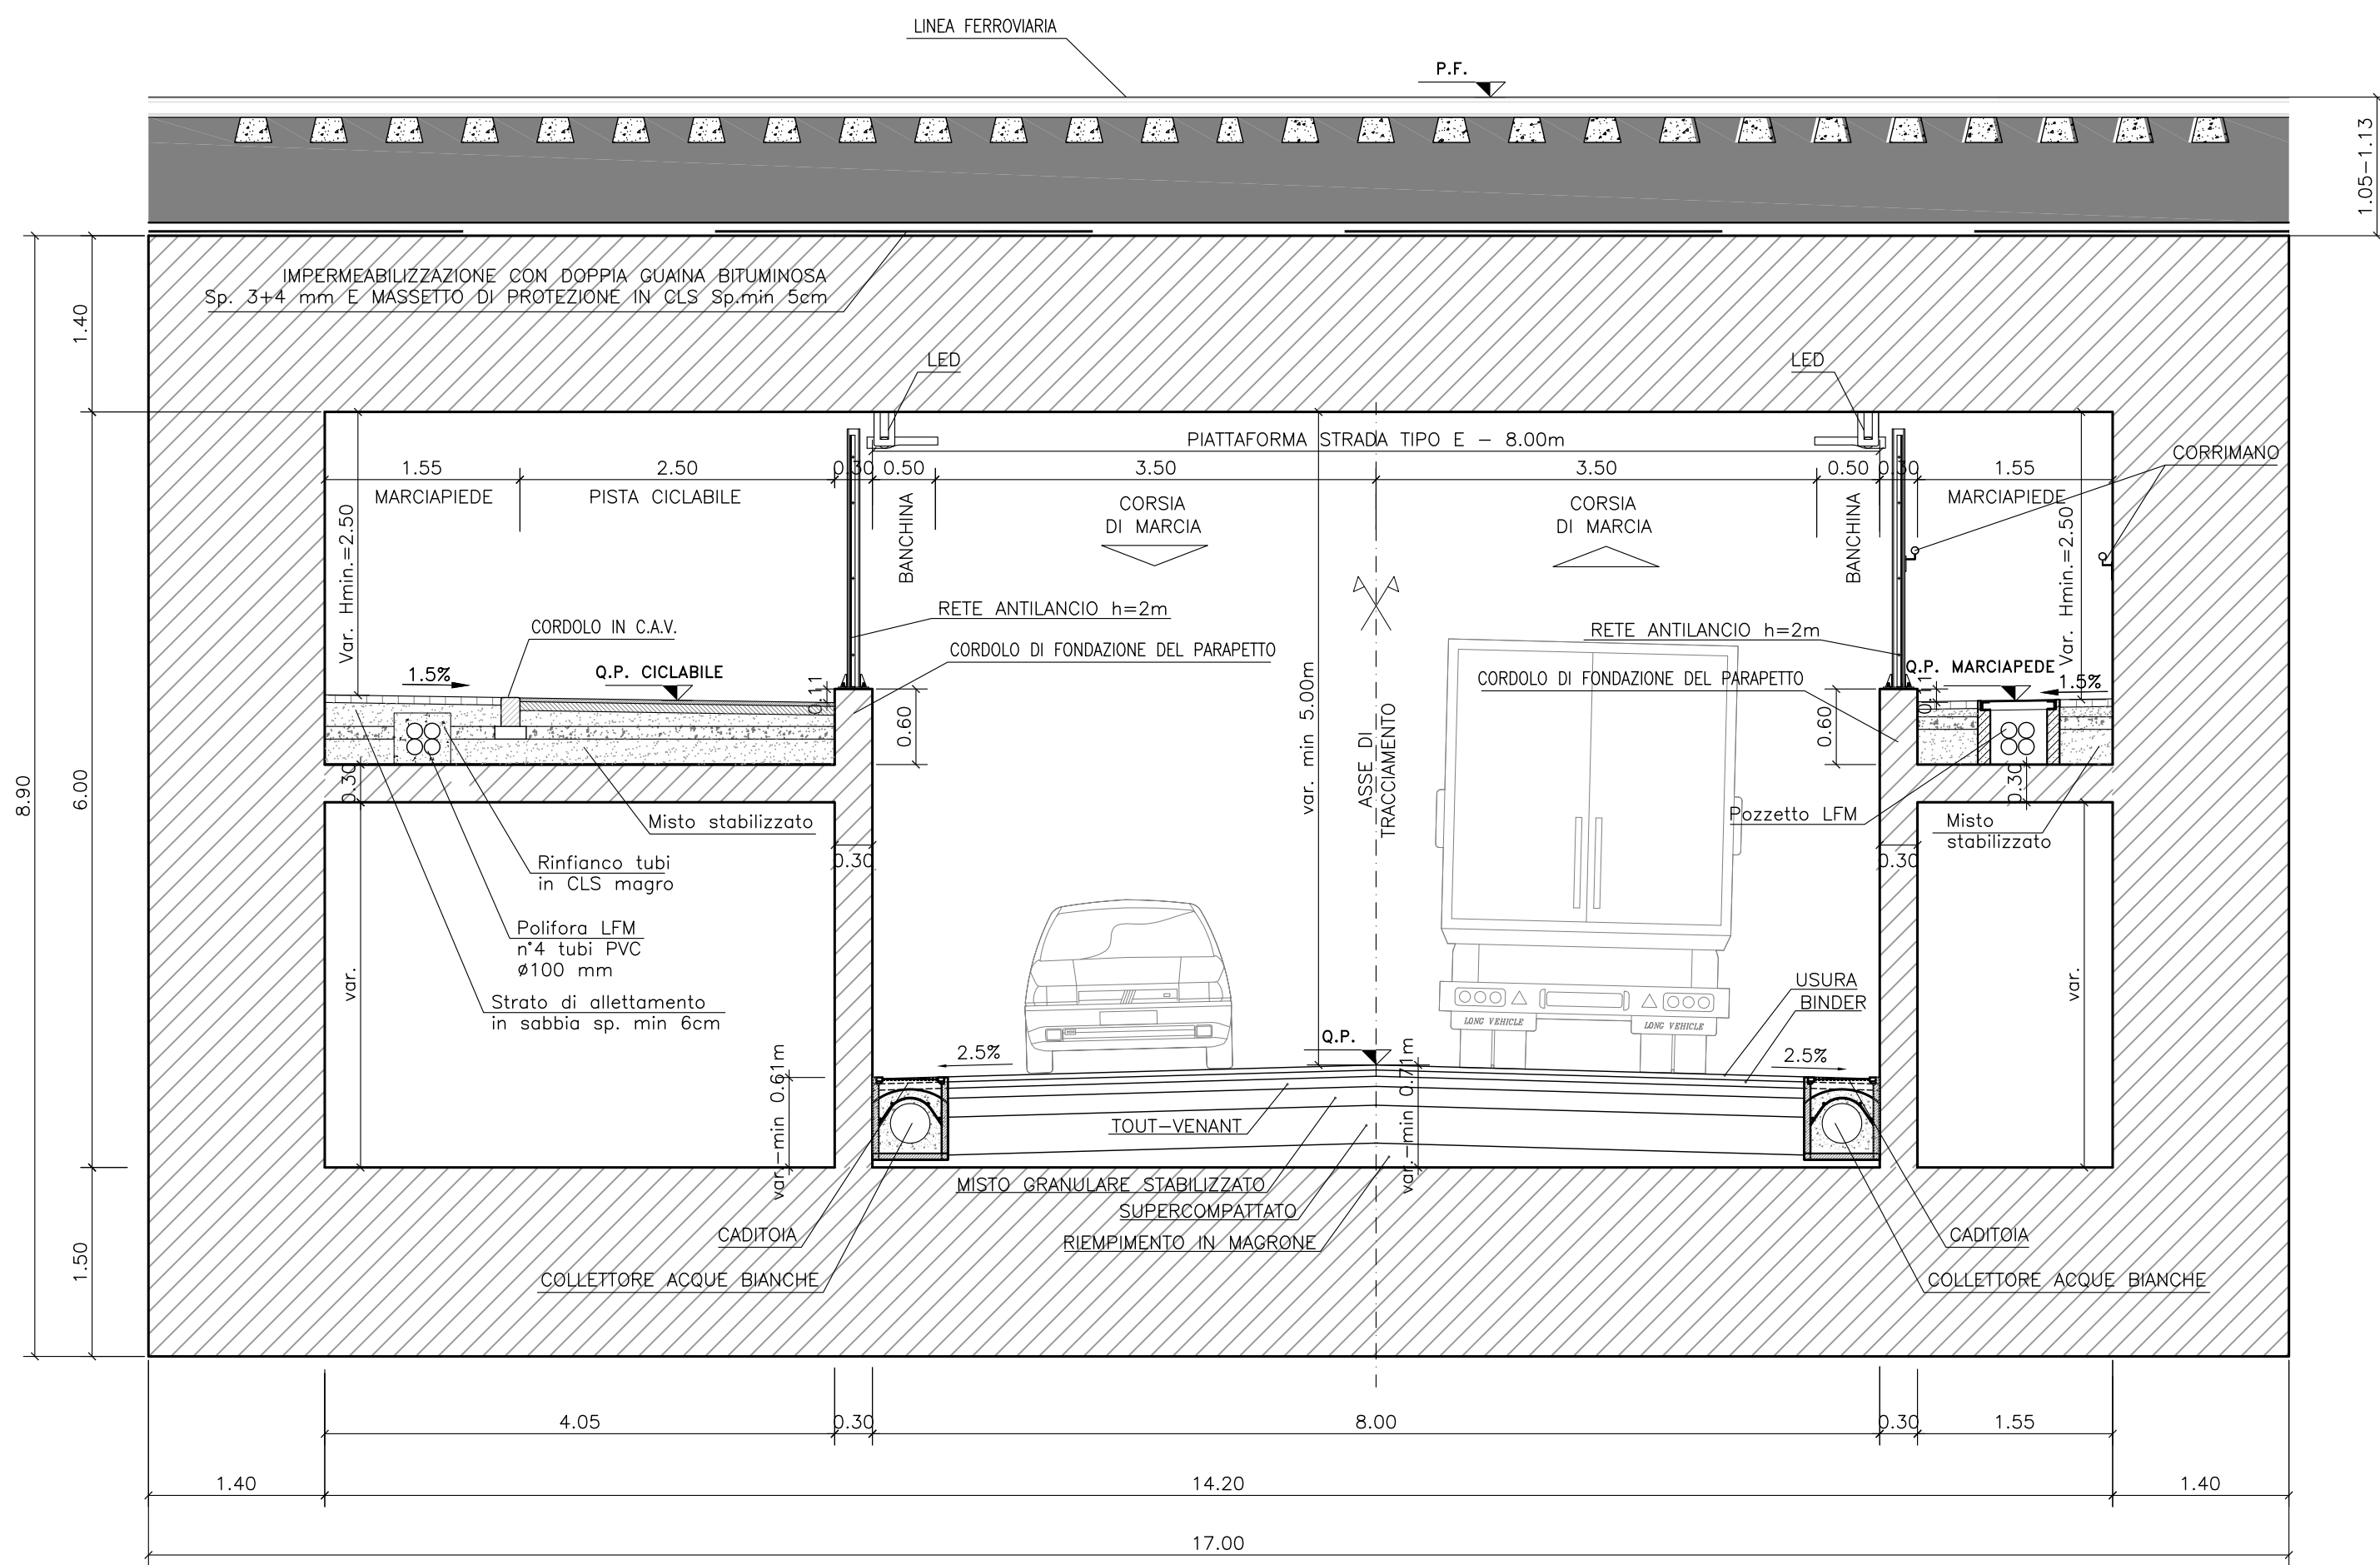 LINEA FERROVIARIA
P.F.
1.05-1.13
IMPERMEABILIZZAZIONE CON DOPPIA GUAINA BITUMINOSA
Sp. 3+4 mm E MASSETTO DI PROTEZIONE IN CLS Sp.min 5cm
1.40
LED
LED
PIATTAFORMA STRADA TIPO E - 8.00m
1.55
2.50
0.30
0.50
3.50
3.50
0.50
0.30
1.55
CORRIMANO
MARCIAPIEDE
PISTA CICLABILE
BANCHINA
CORSIA
DI MARCIA
CORSIA
DI MARCIA
BANCHINA
MARCIAPIEDE
Var. Hmin.=2.50
Var. Hmin.=2.50
RETE ANTILANCIO h=2m
CORDOLO IN C.A.V.
RETE ANTILANCIO h=2m
CORDOLO DI FONDAZIONE DEL PARAPETTO
1.5%
Q.P. CICLABILE
Q.P. MARCIAPEDE
CORDOLO DI FONDAZIONE DEL PARAPETTO
1.5%
0.11
0.60
var. min 5.00m
ASSE DI
TRACCIAMENTO
0.60
0.11
8.90
6.00
0.30
0.30
Misto stabilizzato
Pozzetto LFM
Misto
stabilizzato
0.30
0.30
Rinfianco tubi
in CLS magro
Polifora LFM
n°4 tubi PVC
ø100 mm
var.
var.
Strato di allettamento
in sabbia sp. min 6cm
USURA
BINDER
LONG VEHICLE
LONG VEHICLE
Q.P.
2.5%
2.5%
var.-min 0.61m
var.-min 0.71m
TOUT-VENANT
MISTO GRANULARE STABILIZZATO
SUPERCOMPATTATO
RIEMPIMENTO IN MAGRONE
CADITOIA
CADITOIA
1.50
COLLETTORE ACQUE BIANCHE
COLLETTORE ACQUE BIANCHE
4.05
0.30
8.00
0.30
1.55
1.40
14.20
1.40
17.00